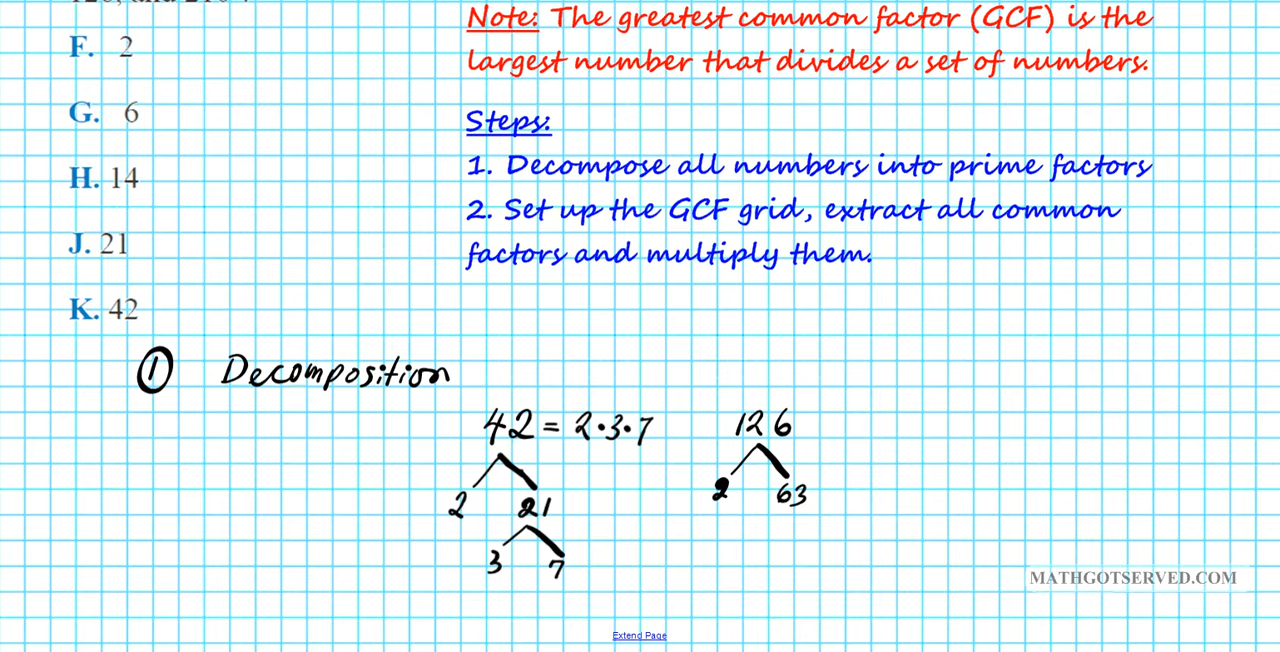 F. 2
G. 6
H. 14
J. 21
K. 42
Note: The greatest common factor (GCF) is the
largest number that divides a set of numbers.
Steps:
1. Decompose all numbers into prime factors
2. Set up the GCF grid, extract all common
factors and multiply them.
① Decomposition
42 = 2•3•7
126
2
63
2
21
3
7
MATHGOTSERVED.COM
Extend Page